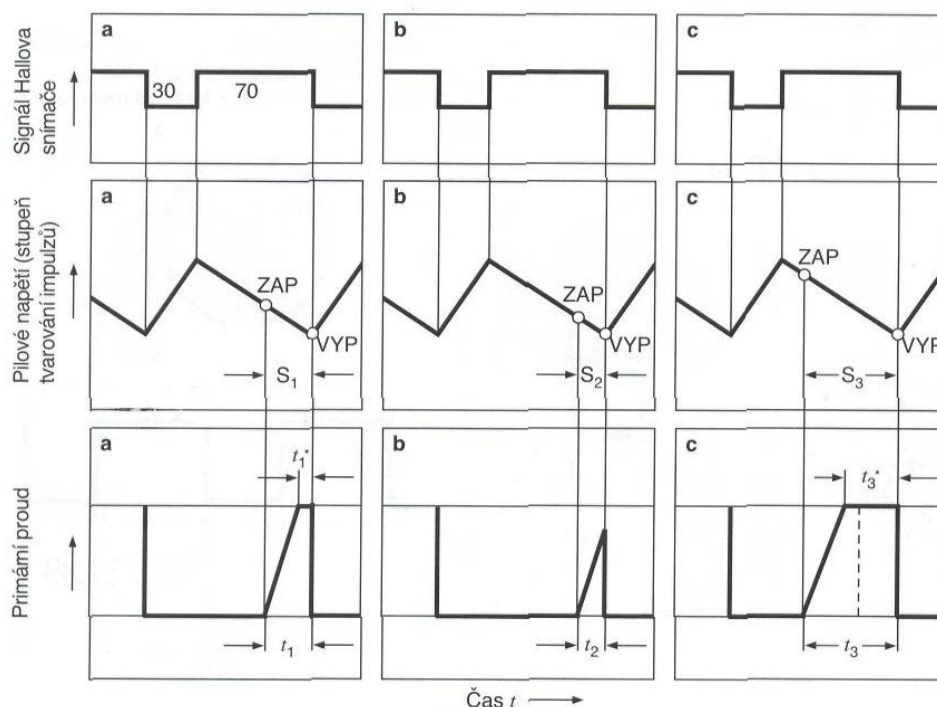 Signál Hallova
snímače
a
30
70
b
c
Pilové napětí (stupeň
tvarování impulzů)
a
ZAP
VYP
S1
b
ZAP
VYP
S2
c
ZAP
VYP
S3
Primární proud
a
t1*
t1
b
t2
c
t3*
t3
Čas t